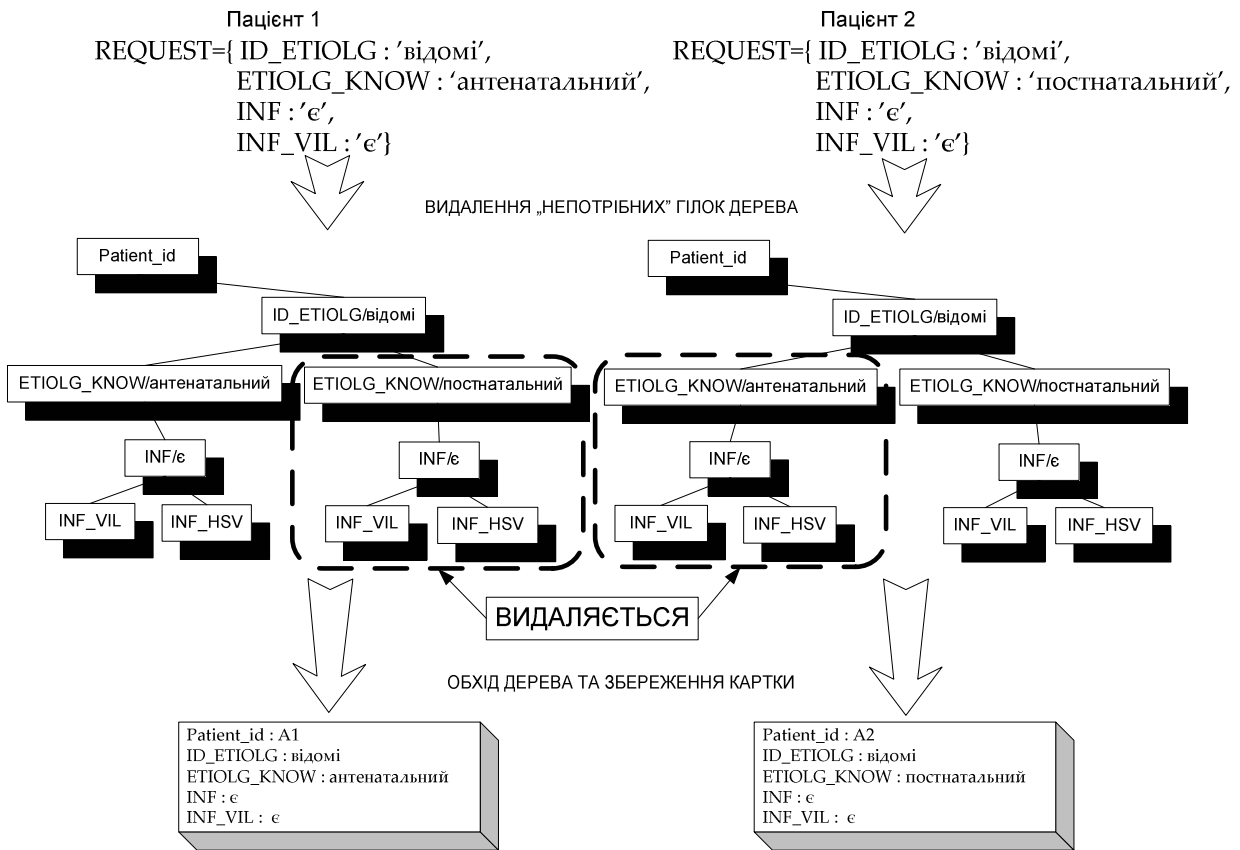 Пацієнт 1
REQUEST={ ID_ETIOLG : ’відомі’,
ETIOLG_KNOW : ‘антенатальний’,
INF : ’є’,
INF_VIL : ’є’}
Пацієнт 2
REQUEST={ ID_ETIOLG : ’відомі’,
ETIOLG_KNOW : ‘постнатальний’,
INF : ’є’,
INF_VIL : ’є’}
ВИДАЛЕННЯ „НЕПОТРІБНИХ” ГІЛОК ДЕРЕВА
Patient_id
ID_ETIOLG/відомі
ETIOLG_KNOW/антенатальний
ETIOLG_KNOW/постнатальний
INF/є
INF/є
INF_VIL
INF_HSV
INF_VIL
INF_HSV
Patient_id
ID_ETIOLG/відомі
ETIOLG_KNOW/антенатальний
ETIOLG_KNOW/постнатальний
INF/є
INF/є
INF_VIL
INF_HSV
INF_VIL
INF_HSV
ВИДАЛЯЄТЬСЯ
ОБХІД ДЕРЕВА ТА ЗБЕРЕЖЕННЯ КАРТКИ
Patient_id : A1
ID_ETIOLG : відомі
ETIOLG_KNOW : антенатальний
INF : є
INF_VIL : є
Patient_id : A2
ID_ETIOLG : відомі
ETIOLG_KNOW : постнатальний
INF : є
INF_VIL : є